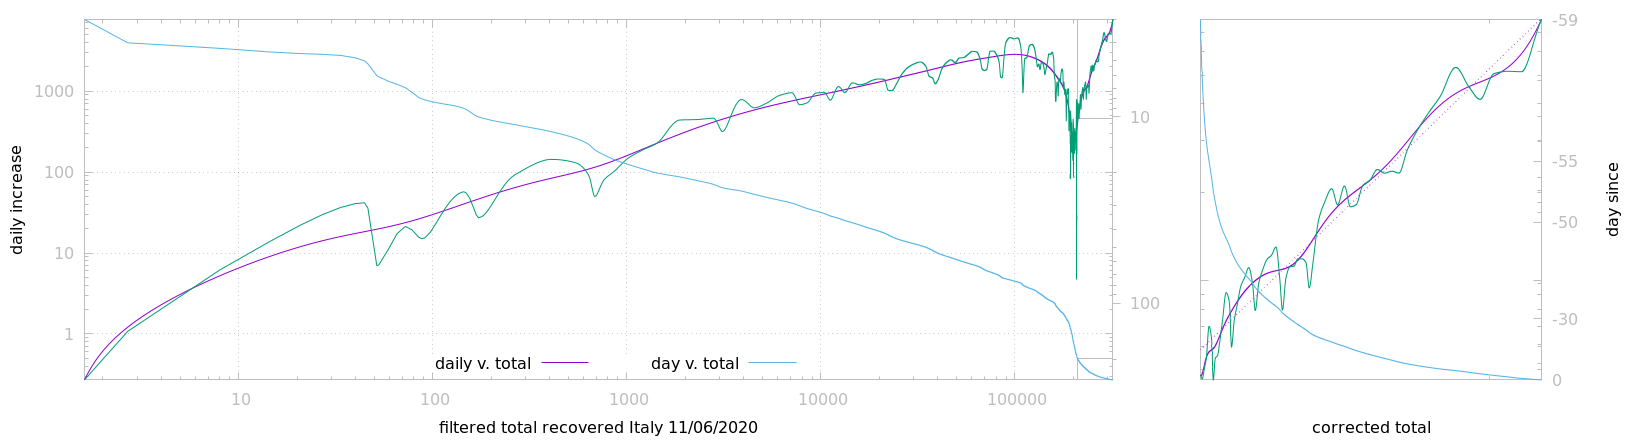 daily increase
1000
100
10
1
10
100
1000
10000
100000
filtered total recovered Italy 11/06/2020
daily v. total
day v. total
10
100
-59
-55
-50
-30
0
day since
corrected total